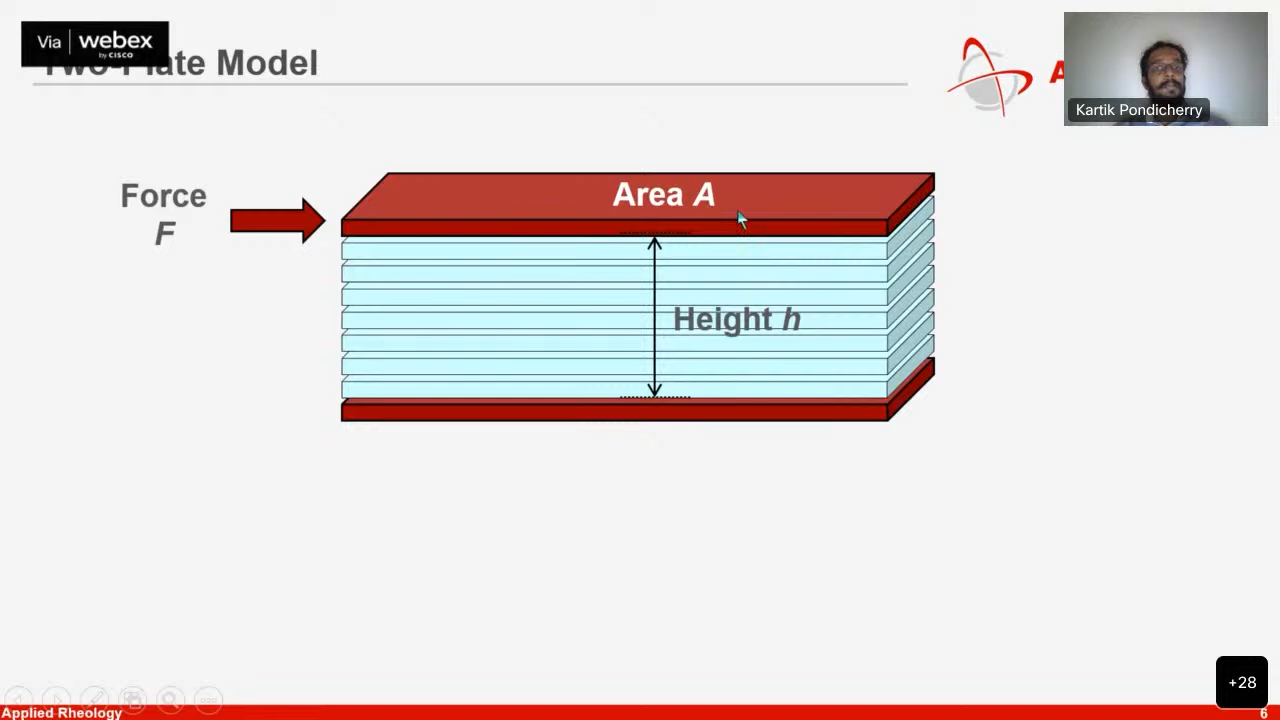 Via webex
by CISCO
Two-Plate Model
A
Kartik Pondicherry
Force
F
Area A
Height h
+28
Applied Rheology
6